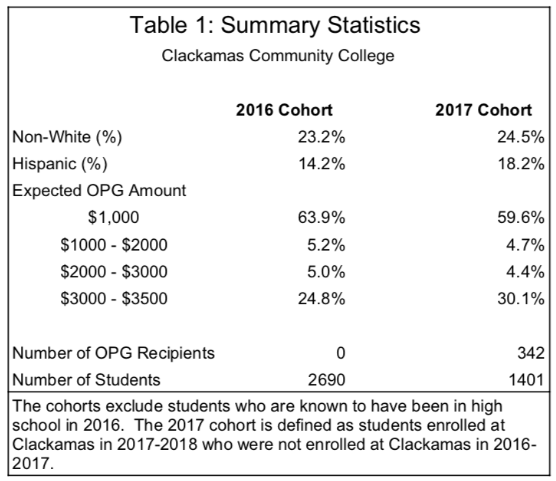 Table 1: Summary Statistics
Clackamas Community College
2016 Cohort 2017 Cohort
Non-White (%) 23.2% 24.5%
Hispanic (%) 14.2% 18.2%
Expected OPG Amount
$1,000 63.9% 59.6%
$1000 - $2000 5.2% 4.7%
$2000 - $3000 5.0% 4.4%
$3000 - $3500 24.8% 30.1%
Number of OPG Recipients 0 342
Number of Students 2690 1401
The cohorts exclude students who are known to have been in high
school in 2016. The 2017 cohort is defined as students enrolled at
Clackamas in 2017-2018 who were not enrolled at Clackamas in 2016-
2017.